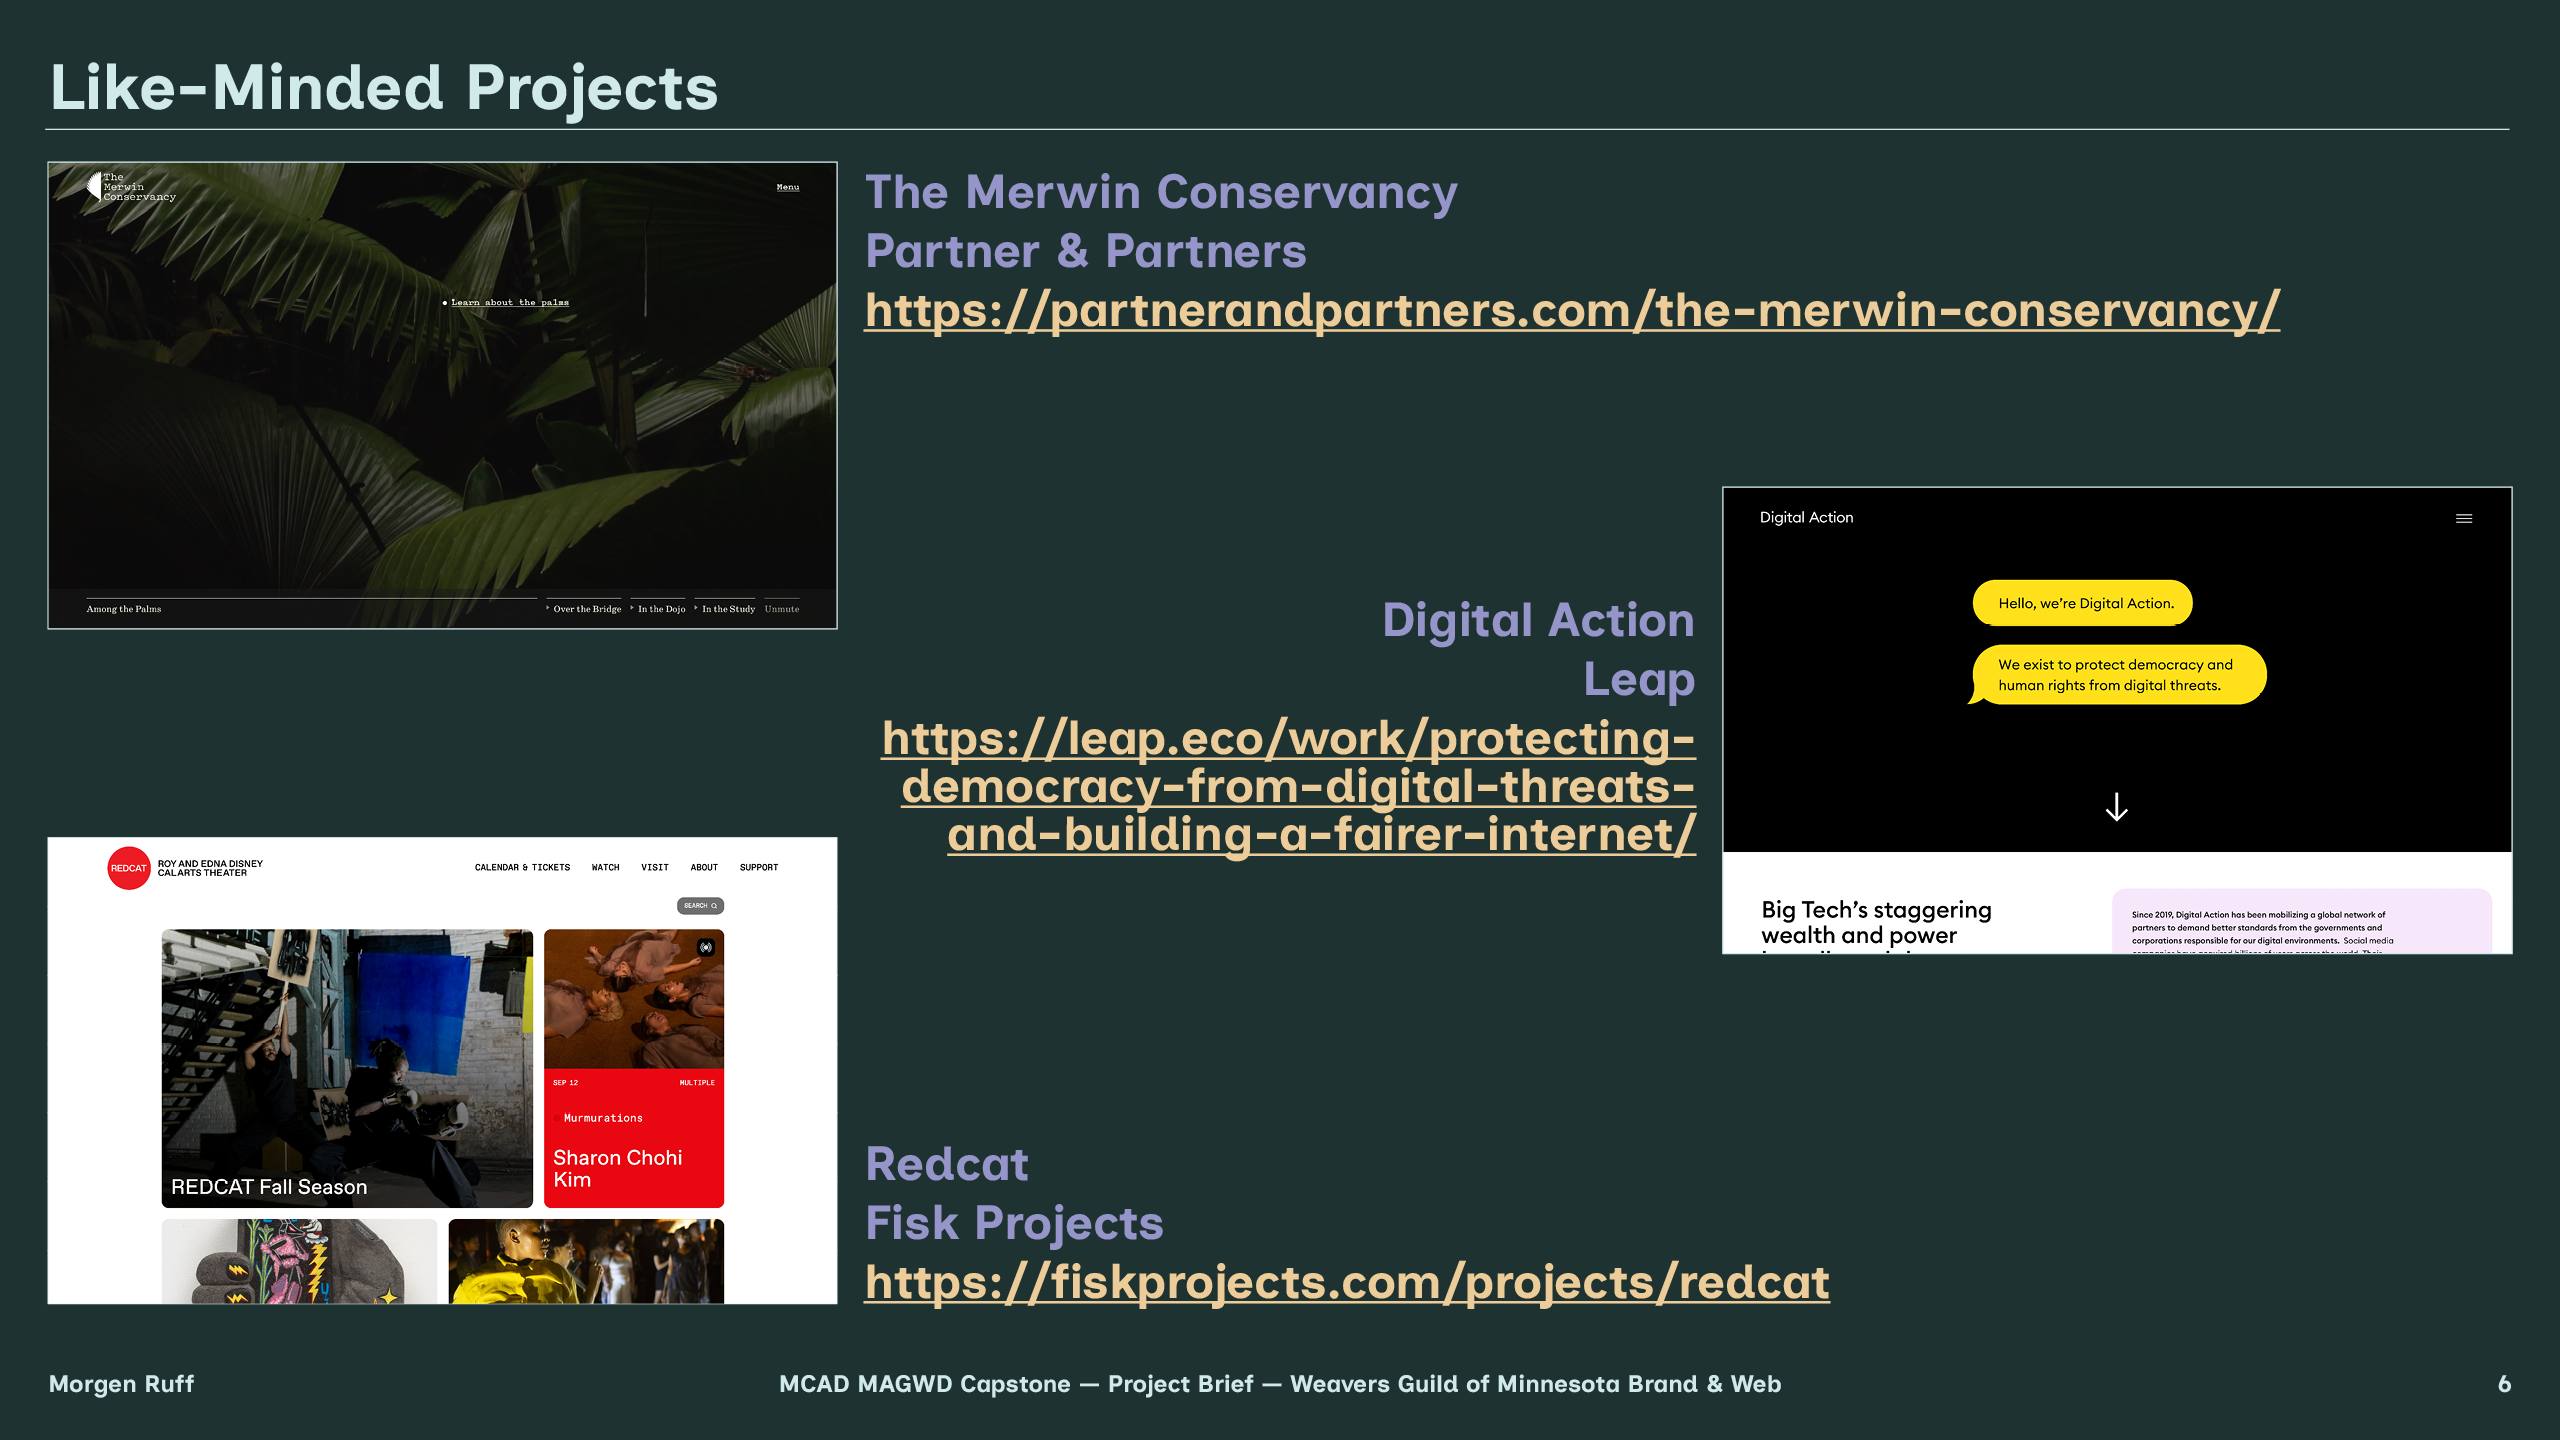 Like-Minded Projects
The
Merwin
Conservancy
Menu
Learn about the palms
Among the Palms
Over the Bridge
In the Dojo
In the Study
Unmute
The Merwin Conservancy
Partner & Partners
https://partnerandpartners.com/the-merwin-conservancy/
Digital Action
Leap
https://leap.eco/work/protecting-
democracy-from-digital-threats-
and-building-a-fairer-internet/
Digital Action
Hello, we’re Digital Action.
We exist to protect democracy and
human rights from digital threats.
Big Tech’s staggering
wealth and power
Since 2019, Digital Action has been mobilizing a global network of
partners to demand better standards from the governments and
corporations responsible for our digital environments. Social media
REDCAT
ROY AND EDNA DISNEY
CALARTS THEATER
CALENDAR & TICKETS
WATCH
VISIT
ABOUT
SUPPORT
SEARCH
REDCAT Fall Season
SEP 12
MULTIPLE
Murmurations
Sharon Chohi
Kim
Redcat
Fisk Projects
https://fiskprojects.com/projects/redcat
Morgen Ruff
MCAD MAGWD Capstone — Project Brief — Weavers Guild of Minnesota Brand & Web
6